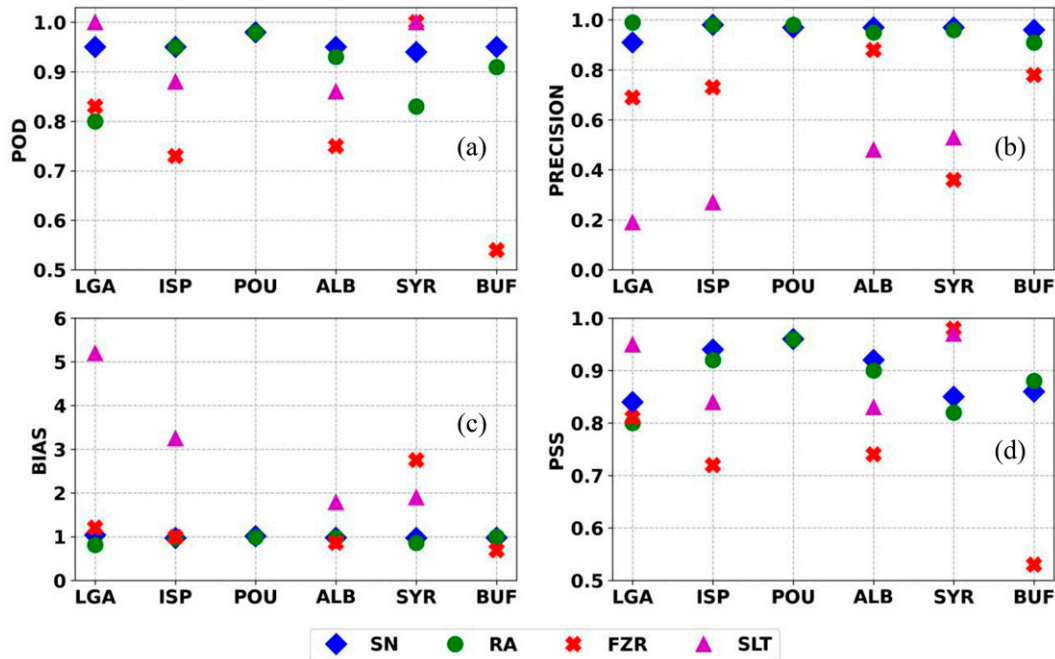 1.0
0.9
0.8
0.7
0.6
0.5
POD
(a)
LGA ISP POU ALB SYR BUF
1.0
0.8
0.6
0.4
0.2
0.0
PRECISION
(b)
LGA ISP POU ALB SYR BUF
6
5
4
3
2
1
0
BIAS
(c)
LGA ISP POU ALB SYR BUF
1.0
0.9
0.8
0.7
0.6
0.5
PSS
(d)
LGA ISP POU ALB SYR BUF
SN RA FZR SLT